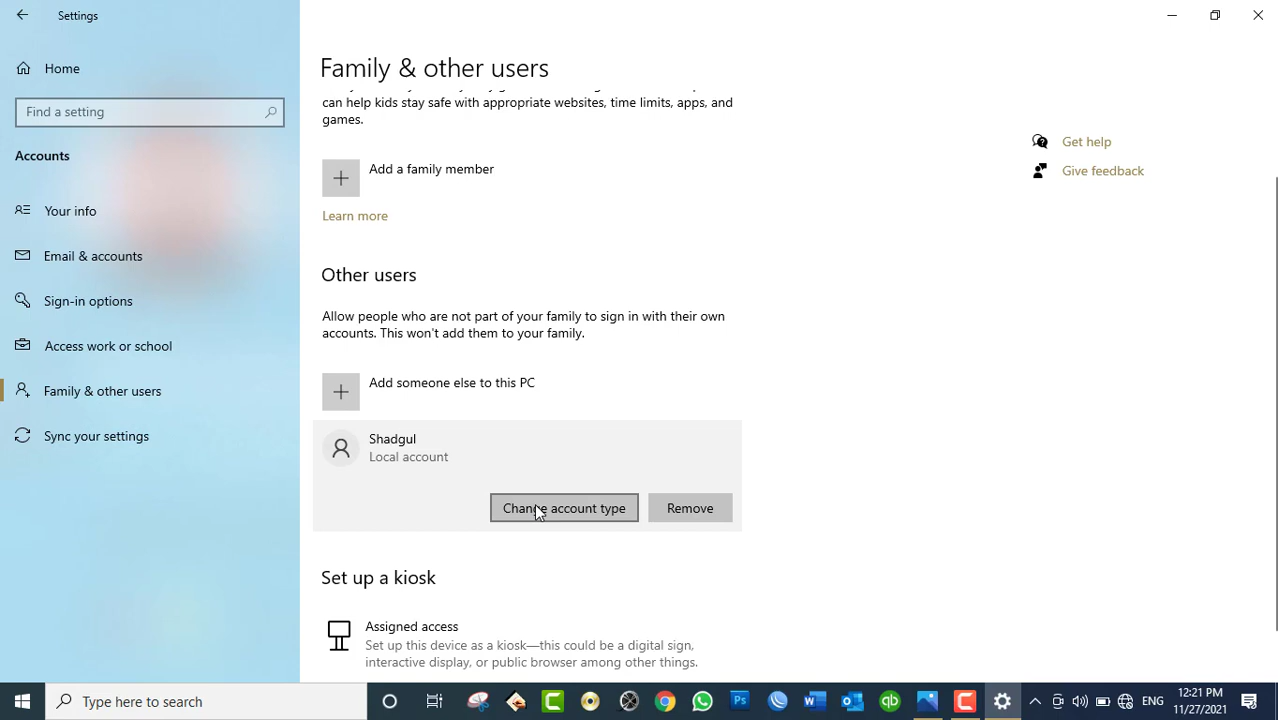 Settings
Home
Find a setting
Accounts
Your info
Email & accounts
Sign-in options
Access work or school
Family & other users
Sync your settings
Family & other users
can help kids stay safe with appropriate websites, time limits, apps, and
games.
Add a family member
Learn more
Other users
Allow people who are not part of your family to sign in with their own
accounts. This won't add them to your family.
Add someone else to this PC
Shadgul
Local account
Change account type
Remove
Set up a kiosk
Assigned access
Set up this device as a kiosk—this could be a digital sign,
interactive display, or public browser among other things.
Get help
Give feedback
Type here to search
Ps
qb
ENG
12:21 PM
11/27/2021